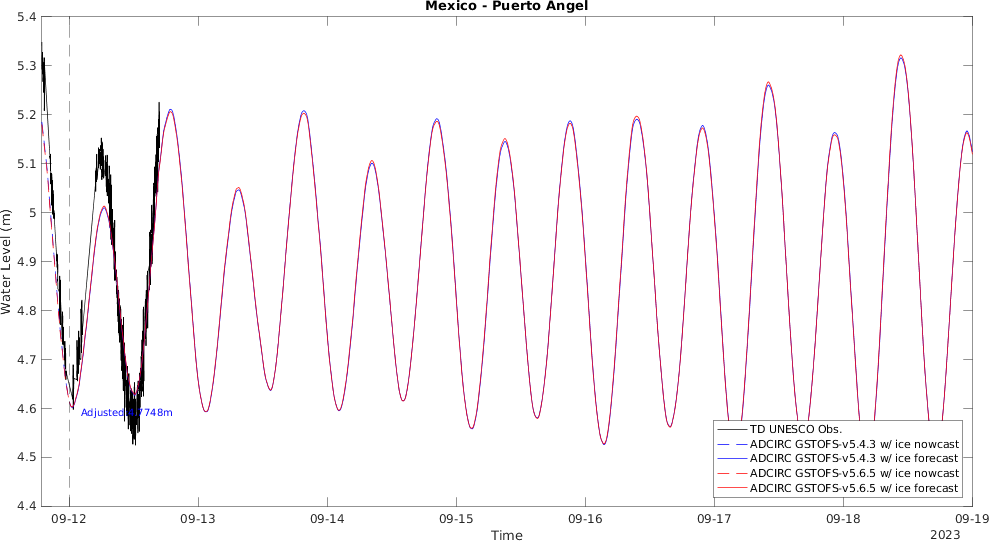 Mexico - Puerto Angel
5.4
5.3
5.2
5.1
5
4.9
4.8
4.7
4.6
4.5
4.4
Water Level (m)
Adjusted
TD UNESCO Obs.
ADCIRC GSTOFS-v5.4.3 w/ ice nowcast
ADCIRC GSTOFS-v5.4.3 w/ ice forecast
ADCIRC GSTOFS-v5.6.5 w/ ice nowcast
ADCIRC GSTOFS-v5.6.5 w/ ice forecast
09-12 09-13 09-14 09-15 09-16 09-17 09-18 09-19
Time
2023